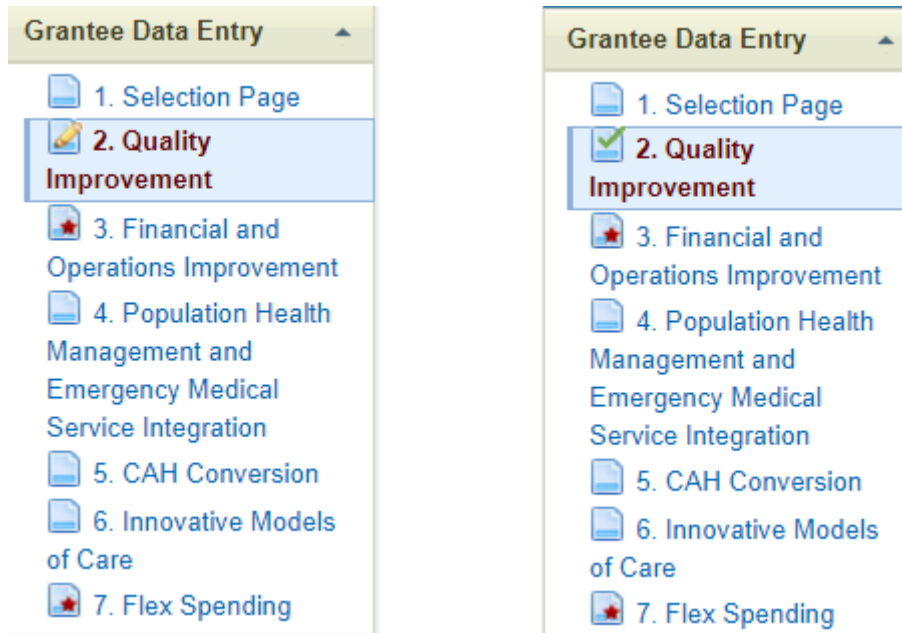 Grantee Data Entry
1. Selection Page
2. Quality
Improvement
3. Financial and
Operations Improvement
4. Population Health
Management and
Emergency Medical
Service Integration
5. CAH Conversion
6. Innovative Models
of Care
7. Flex Spending
Grantee Data Entry
1. Selection Page
2. Quality
Improvement
3. Financial and
Operations Improvement
4. Population Health
Management and
Emergency Medical
Service Integration
5. CAH Conversion
6. Innovative Models
of Care
7. Flex Spending